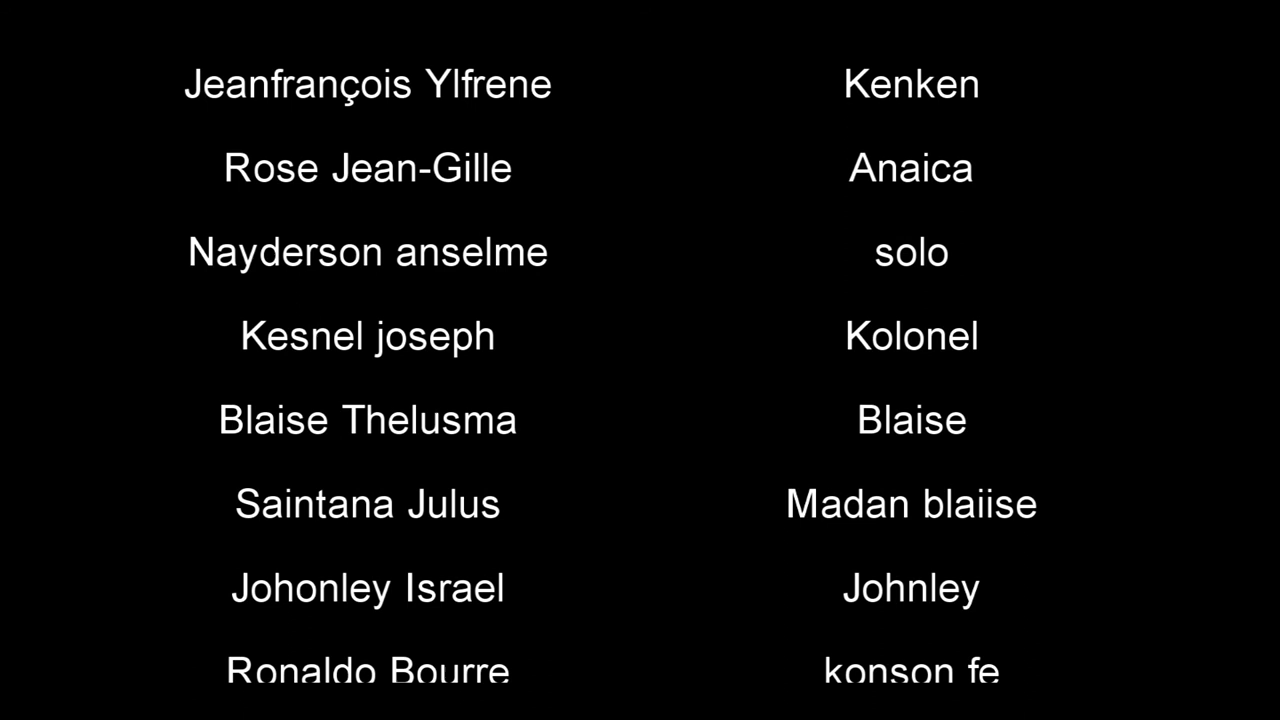 Jeanfrançois Ylfrene Kenken
Rose Jean-Gille Anaica
Nayderson anselme solo
Kesnel joseph Kolonel
Blaise Thelusma Blaise
Saintana Julus Madan blaiise
Johonley Israel Johnley
Ronaldo Bourre konson fe